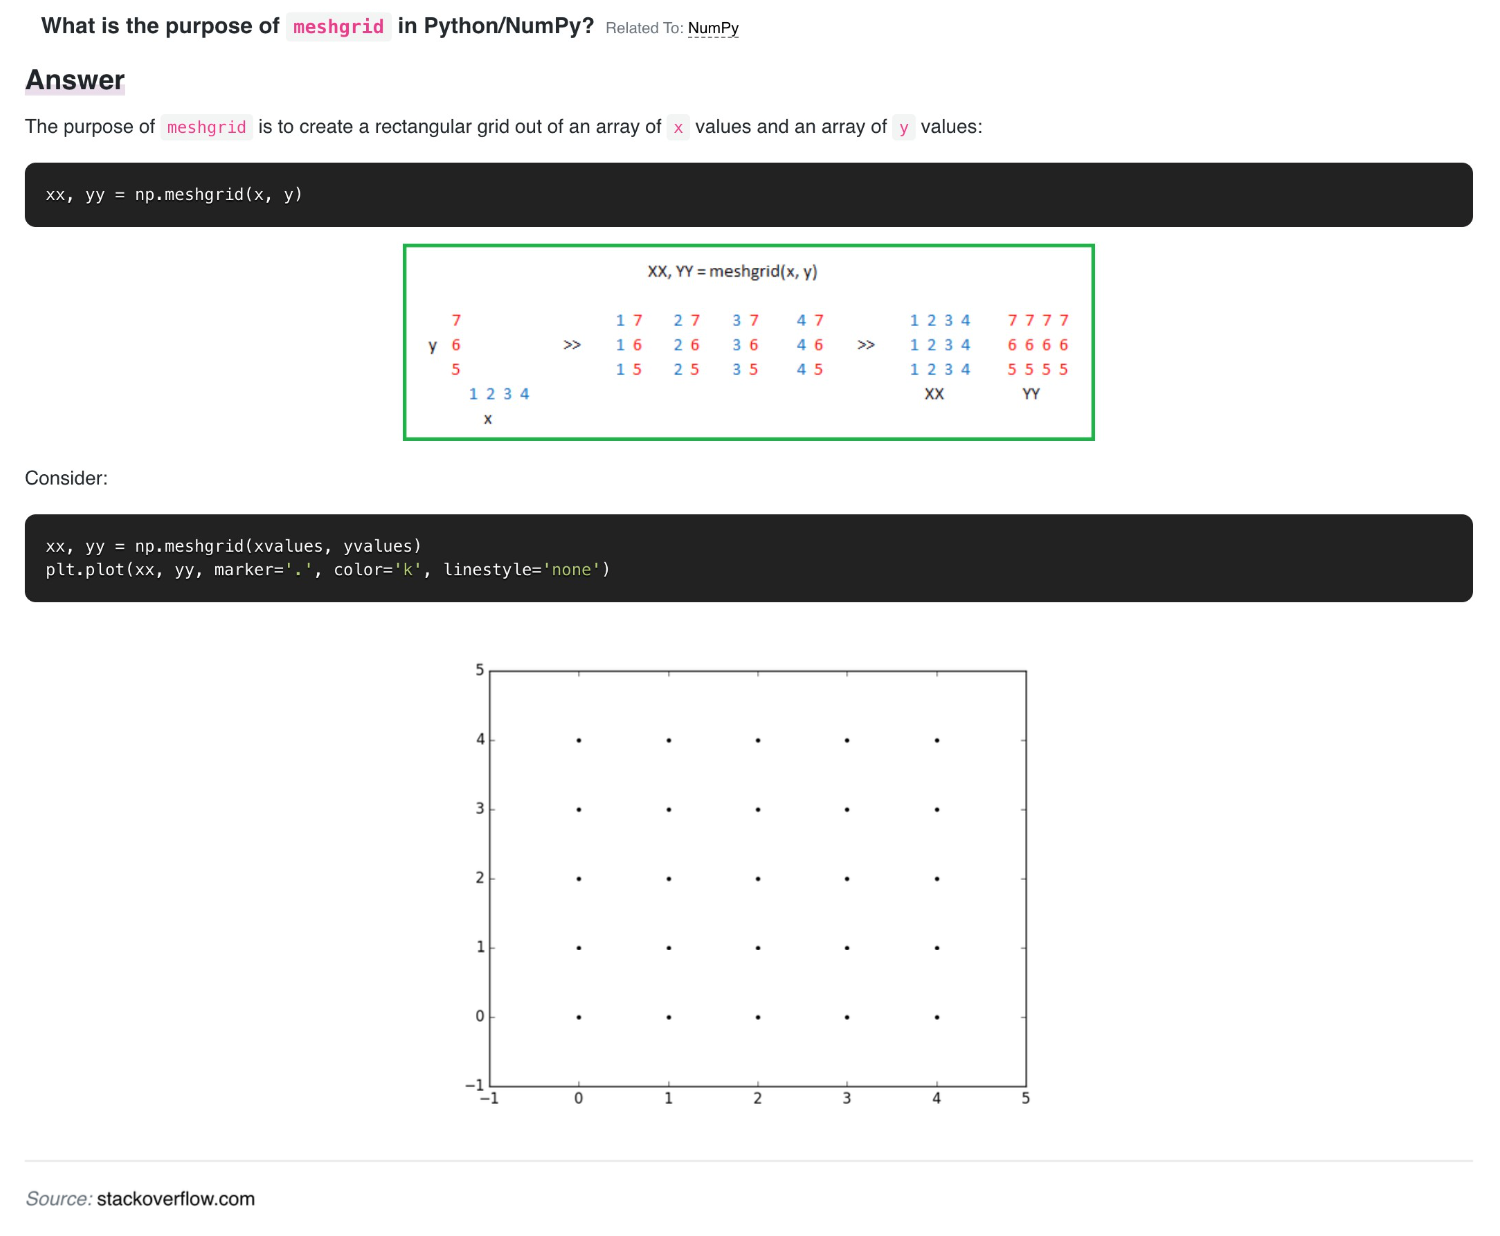 What is the purpose of meshgrid in Python/NumPy? Related To: NumPy
Answer
The purpose of meshgrid is to create a rectangular grid out of an array of x values and an array of y values:
xx, yy = np.meshgrid(x, y)
XX, YY = meshgrid(x, y)
7 1 7 2 7 3 7 4 7 1 2 3 4 7 7 7 7
y 6 >> 1 6 2 6 3 6 4 6 >> 1 2 3 4 6 6 6 6
5 1 5 2 5 3 5 4 5 1 2 3 4 5 5 5 5
1 2 3 4 XX YY
x
Consider:
xx, yy = np.meshgrid(xvalues, yvalues)
plt.plot(xx, yy, marker='.', color='k', linestyle='none')
5
4
3
2
1
0
−1
−1 0 1 2 3 4 5
Source: stackoverflow.com